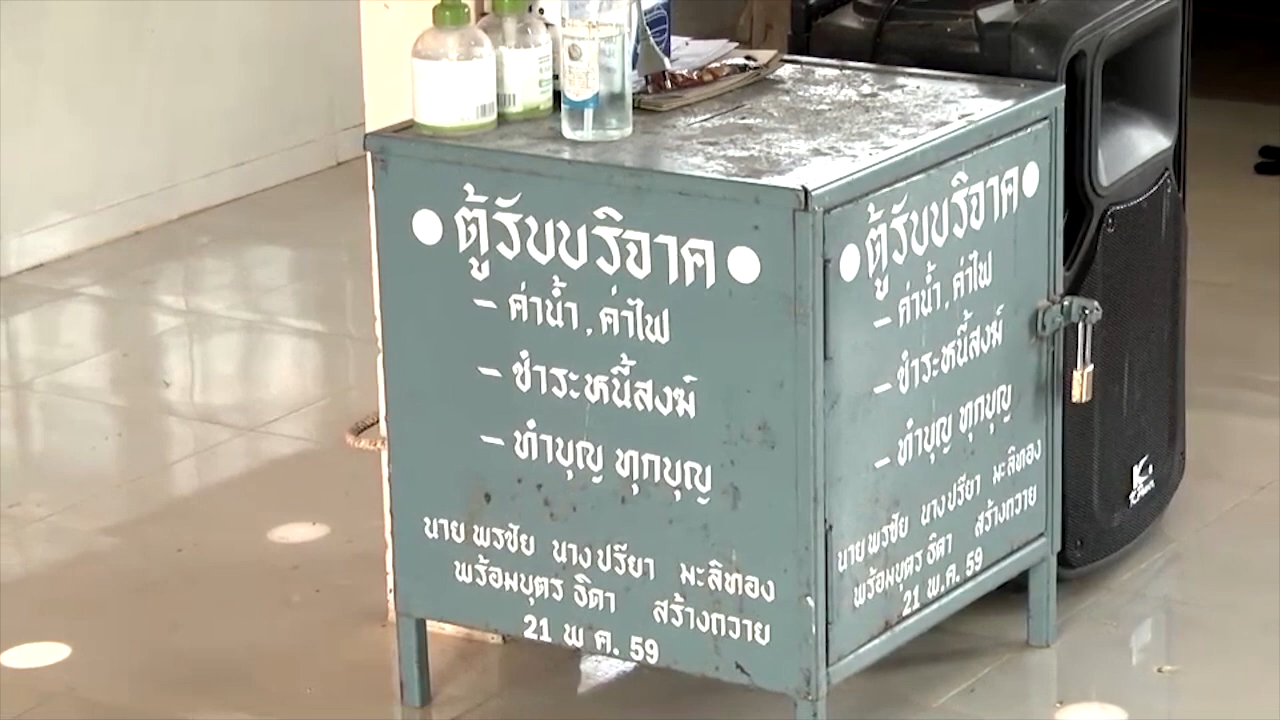 ● ตู้รับบริจาค ●
– ค่าน้ำ , ค่าไฟ
– ชำระหนี้สงฆ์
– ทำบุญ ทุกบุญ
นาย พรชัย นางปรียา มะลิทอง
พร้อมบุตร ธิดา สร้างถวาย
21 พ ค. 59
● ตู้รับบริจาค ●
– ค่าน้ำ , ค่าไฟ
– ชำระหนี้สงฆ์
– ทำบุญ ทุกบุญ
นาย พรชัย นางปรียา มะลิทอง
พร้อมบุตร ธิดา สร้างถวาย
21 พ.ค. 59